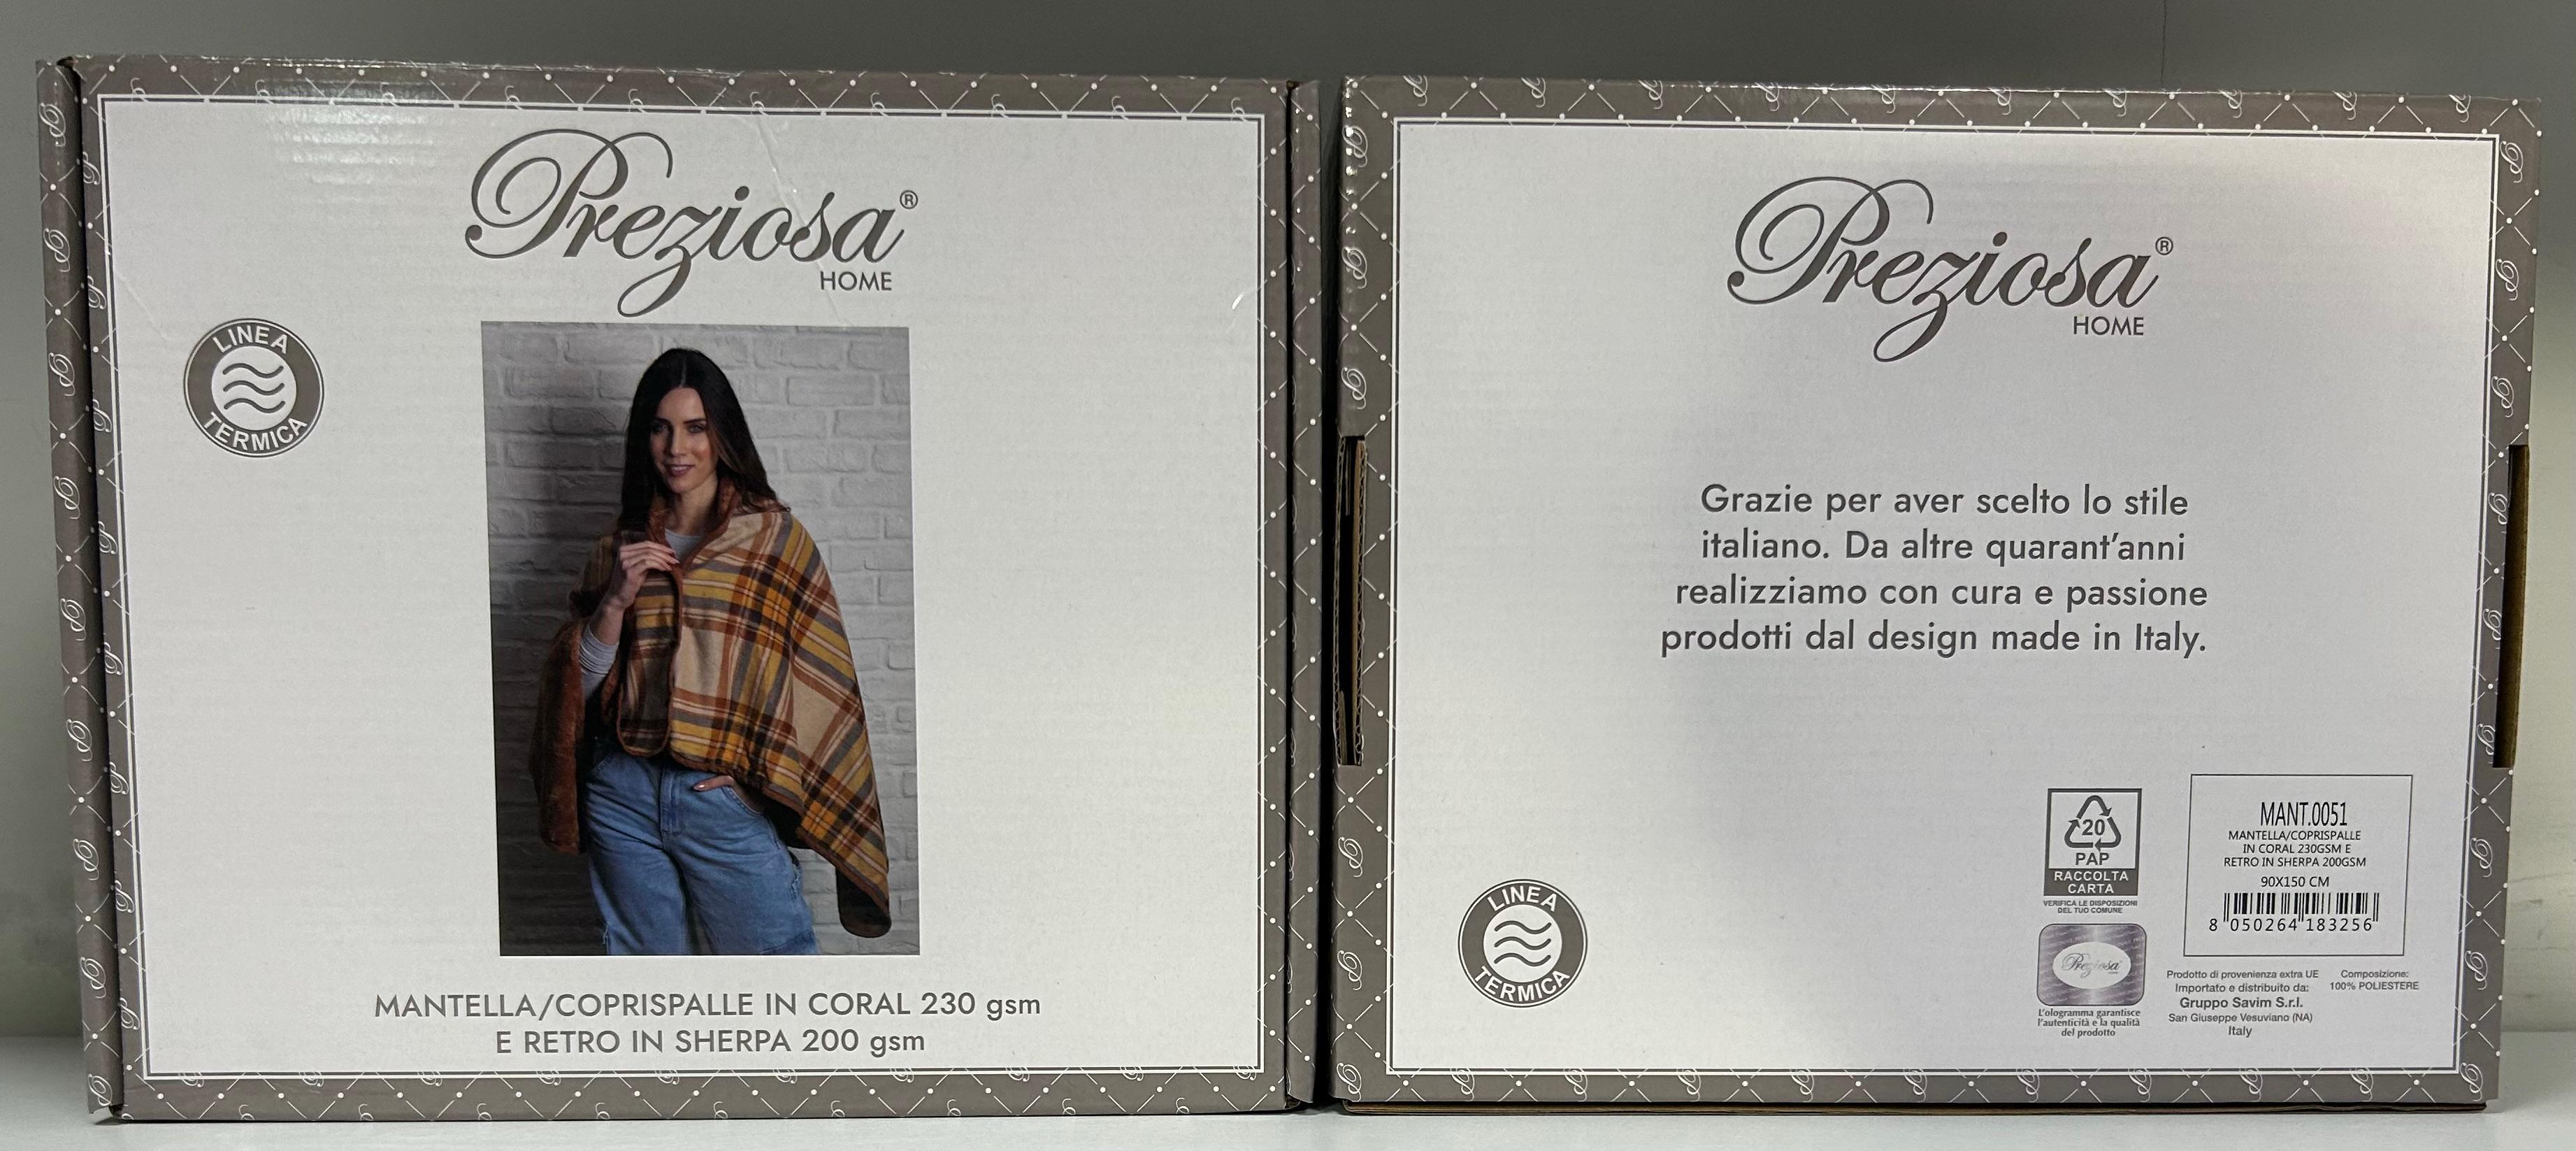 Preziosa®
HOME
LINEA
TERMICA
MANTELLA/COPRISPALLE IN CORAL 230 gsm
E RETRO IN SHERPA 200 gsm
Preziosa®
HOME
Grazie per aver scelto lo stile
italiano. Da altre quarant'anni
realizziamo con cura e passione
prodotti dal design made in Italy.
LINEA
TERMICA
20
PAP
RACCOLTA
CARTA
VERIFICA LE DISPOSIZIONI
DEL TUO COMUNE
Preziosa
L'ologramma garantisce
l'autenticità e la qualità
del prodotto
MANT.0051
MANTELLA/COPRISPALLE
IN CORAL 230GSM E
RETRO IN SHERPA 200GSM
90X150 CM
8 050264 183256
Prodotto di provenienza extra UE
Importato e distribuito da:
Gruppo Savim S.r.l.
San Giuseppe Vesuviano (NA)
Italy
Composizione:
100% POLIESTERE